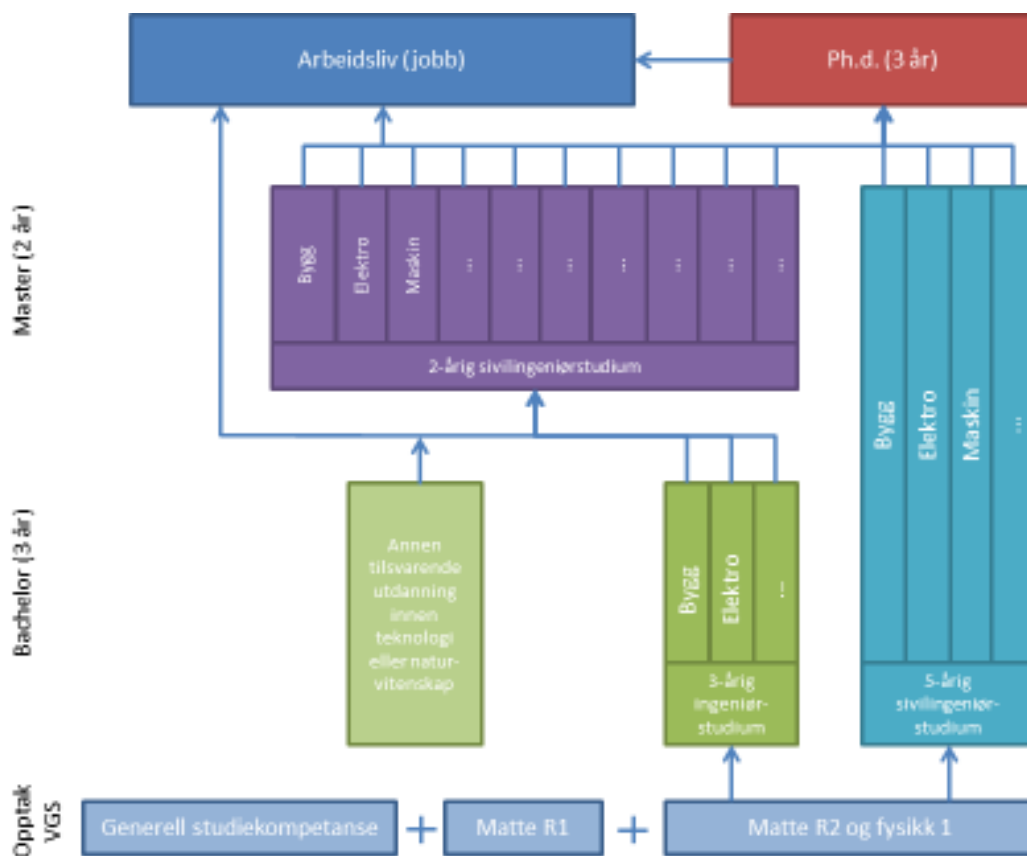 Arbeidsliv (jobb)
Ph.d. (3 år)
Master (2 år)
Bygg
Elektro
Maskin
...
...
...
...
...
...
...
2-årig sivilingeniørstudium
Bygg
Elektro
Maskin
...
5-årig
sivilingeniør-
studium
Bachelor (3 år)
Annen
tilsvarende
utdanning
innen
teknologi
eller natur-
vitenskap
Bygg
Elektro
...
3-årig
ingeniør-
studium
Opptak
VGS
Generell studiekompetanse
+
Matte R1
+
Matte R2 og fysikk 1